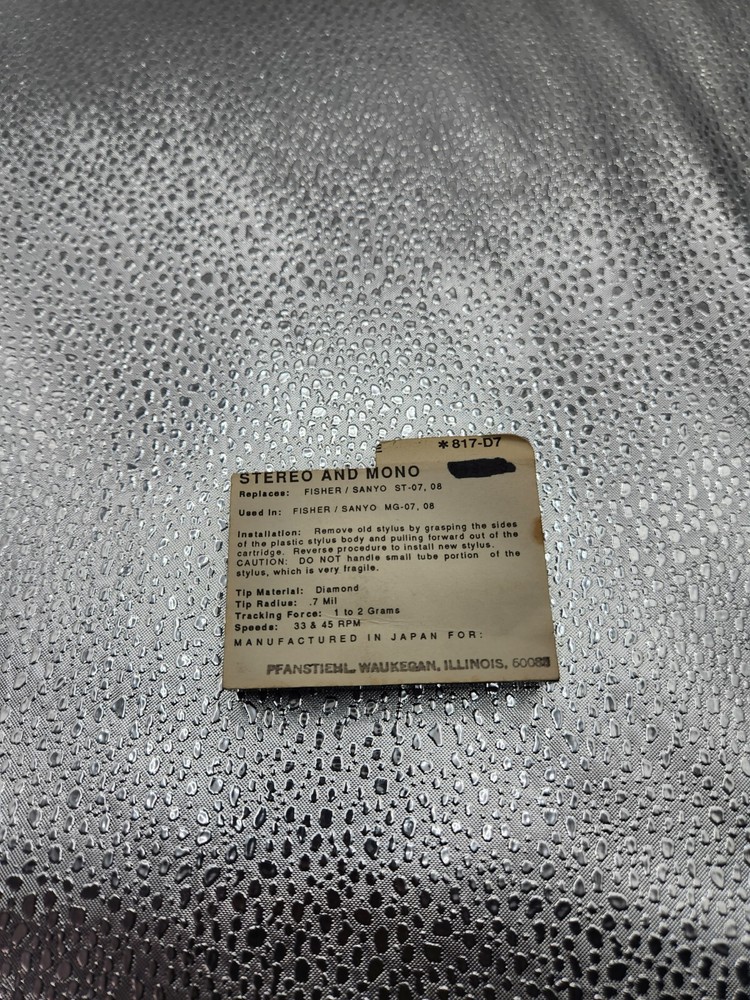 *817-D7
STEREO AND MONO
Replaces: FISHER / SANYO ST-07, 08
Used In: FISHER / SANYO MG-07, 08
Installation: Remove old stylus by grasping the sides
of the plastic stylus body and pulling forward out of the
cartridge. Reverse procedure to install new stylus.
CAUTION: DO NOT handle small tube portion of the
stylus, which is very fragile.
Tip Material: Diamond
Tip Radius: .7 Mil
Tracking Force: 1 to 2 Grams
Speeds: 33 & 45 RPM
MANUFACTURED IN JAPAN FOR:
PFANSTIEHL, WAUKEGAN, ILLINOIS,